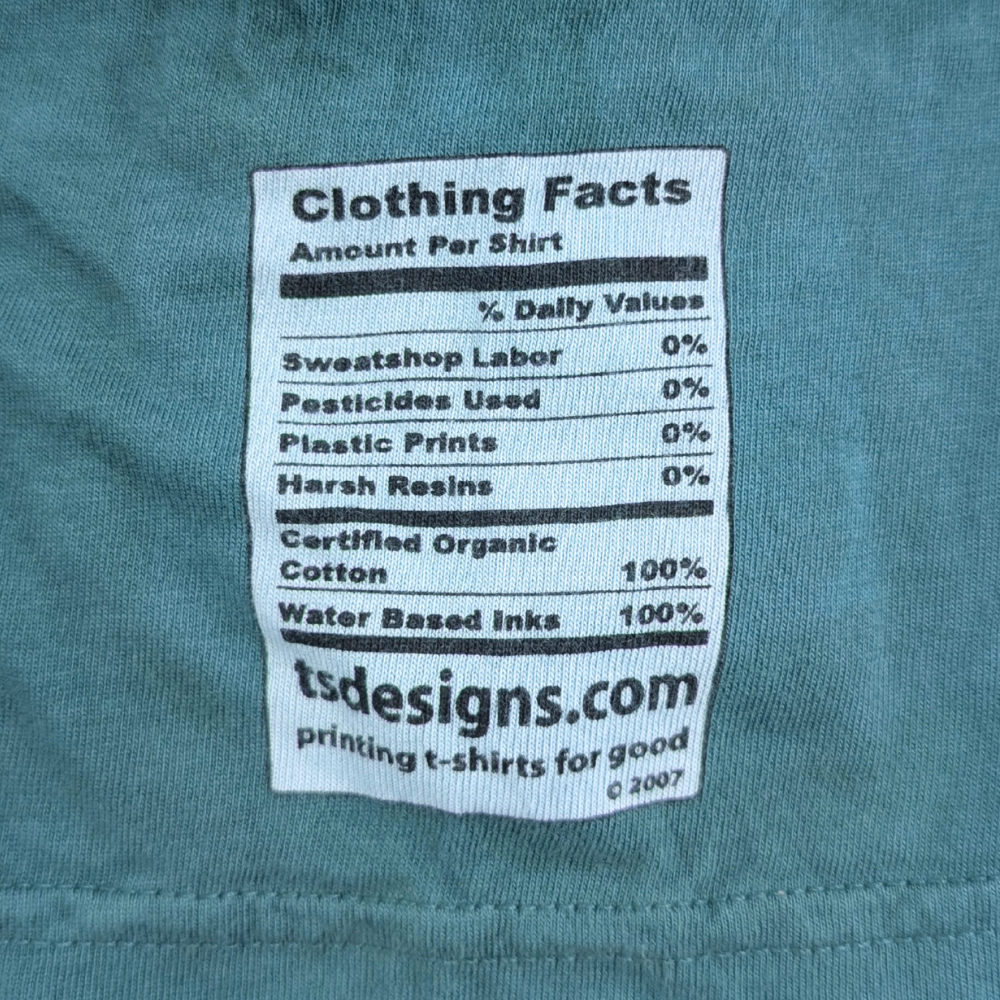 Clothing Facts
Amount Per Shirt
% Daily Values
Sweatshop Labor 0%
Pesticides Used 0%
Plastic Prints 0%
Harsh Resins 0%
Certified Organic
Cotton 100%
Water Based Inks 100%
tsdesigns.com
printing t-shirts for good
© 2007